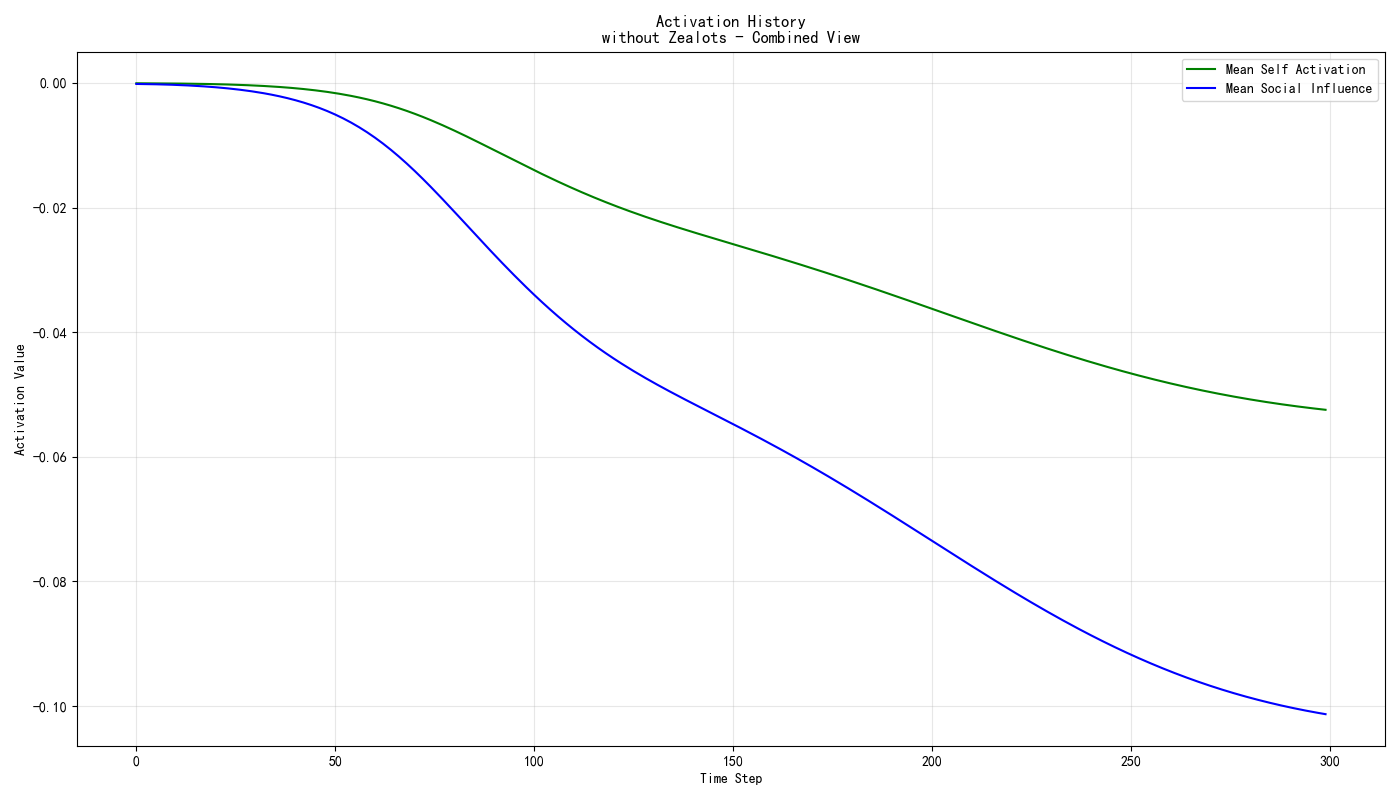 Activation History
without Zealots - Combined View
Mean Self Activation
Mean Social Influence
0.00
-0.02
-0.04
-0.06
-0.08
-0.10
Activation Value
0
50
100
150
200
250
300
Time Step